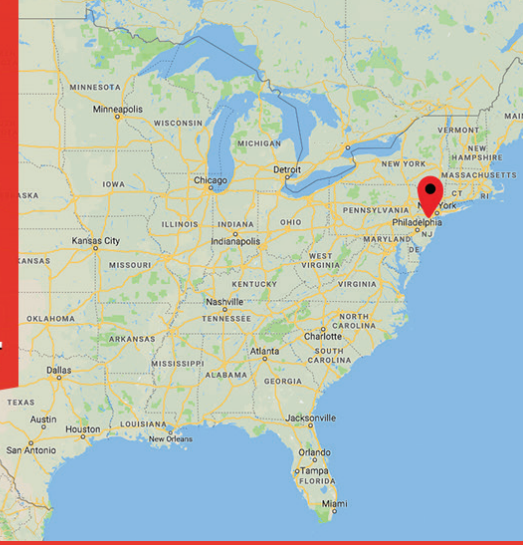 MINNESOTA
Minneapolis
WISCONSIN
MICHIGAN
VERMONT
MAI
NEW
HAMPSHIRE
NEW YORK
MASSACHUSETTS
Detroit
Chicago
IOWA
CT
RI
ASKA
N York
PENNSYLVANIA
Philadelphia
ILLINOIS
INDIANA
OHIO
NJ
MARYLAND
Kansas City
Indianapolis
DE
KANSAS
MISSOURI
WEST
VIRGINIA
KENTUCKY
VIRGINIA
Nashville
TENNESSEE
NORTH
CAROLINA
OKLAHOMA
Charlotte
ARKANSAS
Atlanta
SOUTH
CAROLINA
MISSISSIPPI
Dallas
ALABAMA
GEORGIA
TEXAS
Jacksonville
Austin
Houston
LOUISIANA
New Orleans
San Antonio
Orlando
Tampa
FLORIDA
Miami